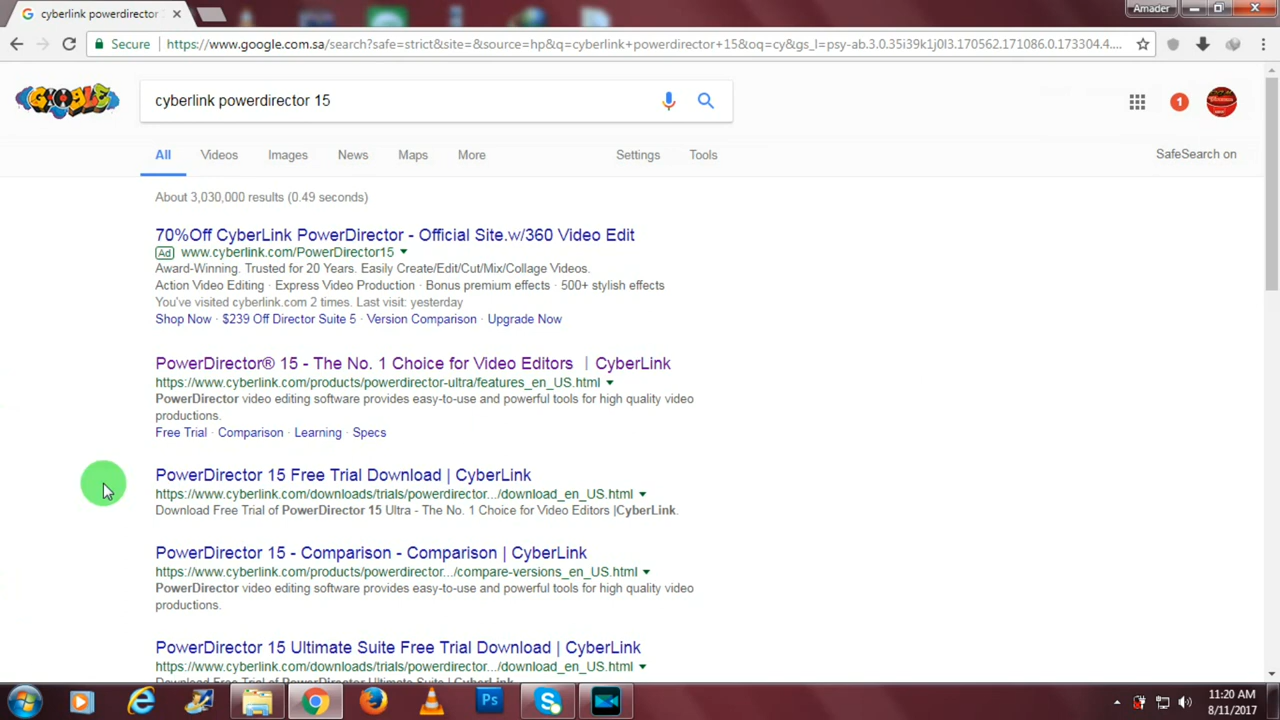 cyberlink powerdirector
Amader
Secure
https://www.google.com.sa/search?safe=strict&site=&source=hp&q=cyberlink+powerdirector+15&oq=cy&gs_l=psy-ab.3.0.35i39k1j0l3.170562.171086.0.173304.4....
cyberlink powerdirector 15
1
All Videos Images News Maps More Settings Tools
SafeSearch on
About 3,030,000 results (0.49 seconds)
70%Off CyberLink PowerDirector - Official Site.w/360 Video Edit
Ad www.cyberlink.com/PowerDirector15
Award-Winning. Trusted for 20 Years. Easily Create/Edit/Cut/Mix/Collage Videos.
Action Video Editing · Express Video Production · Bonus premium effects · 500+ stylish effects
You've visited cyberlink.com 2 times. Last visit: yesterday
Shop Now · $239 Off Director Suite 5 · Version Comparison · Upgrade Now
PowerDirector® 15 - The No. 1 Choice for Video Editors | CyberLink
https://www.cyberlink.com/products/powerdirector-ultra/features_en_US.html
PowerDirector video editing software provides easy-to-use and powerful tools for high quality video
productions.
Free Trial · Comparison · Learning · Specs
PowerDirector 15 Free Trial Download | CyberLink
https://www.cyberlink.com/downloads/trials/powerdirector.../download_en_US.html
Download Free Trial of PowerDirector 15 Ultra - The No. 1 Choice for Video Editors |CyberLink.
PowerDirector 15 - Comparison - Comparison | CyberLink
https://www.cyberlink.com/products/powerdirector.../compare-versions_en_US.html
PowerDirector video editing software provides easy-to-use and powerful tools for high quality video
productions.
PowerDirector 15 Ultimate Suite Free Trial Download | CyberLink
https://www.cyberlink.com/downloads/trials/powerdirector.../download_en_US.html
Download Free Trial of PowerDirector Ultimate Suite | CyberLink
Ps
11:20 AM
8/11/2017